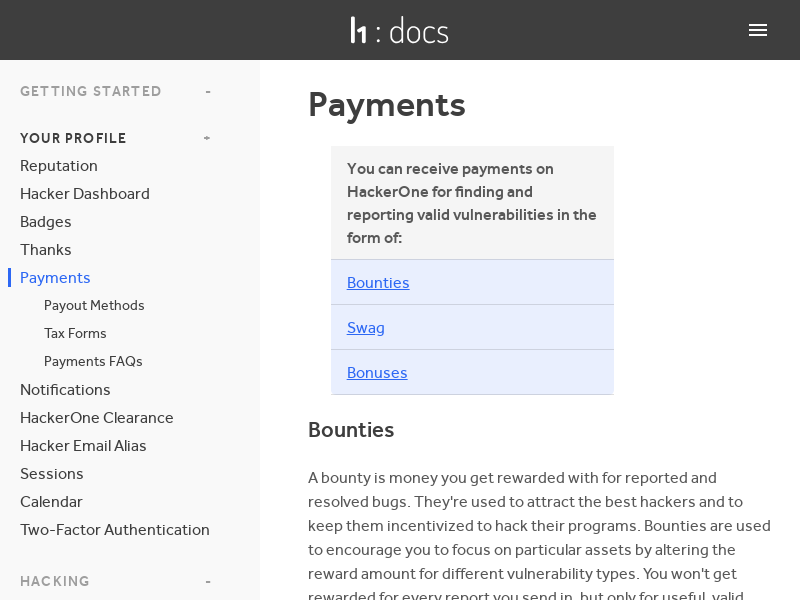 h1 : docs
GETTING STARTED -
YOUR PROFILE +
Reputation
Hacker Dashboard
Badges
Thanks
Payments
Payout Methods
Tax Forms
Payments FAQs
Notifications
HackerOne Clearance
Hacker Email Alias
Sessions
Calendar
Two-Factor Authentication
HACKING -
Payments
You can receive payments on
HackerOne for finding and
reporting valid vulnerabilities in the
form of:
Bounties
Swag
Bonuses
Bounties
A bounty is money you get rewarded with for reported and
resolved bugs. They're used to attract the best hackers and to
keep them incentivized to hack their programs. Bounties are used
to encourage you to focus on particular assets by altering the
reward amount for different vulnerability types. You won't get
rewarded for every report you send in, but only for useful, valid